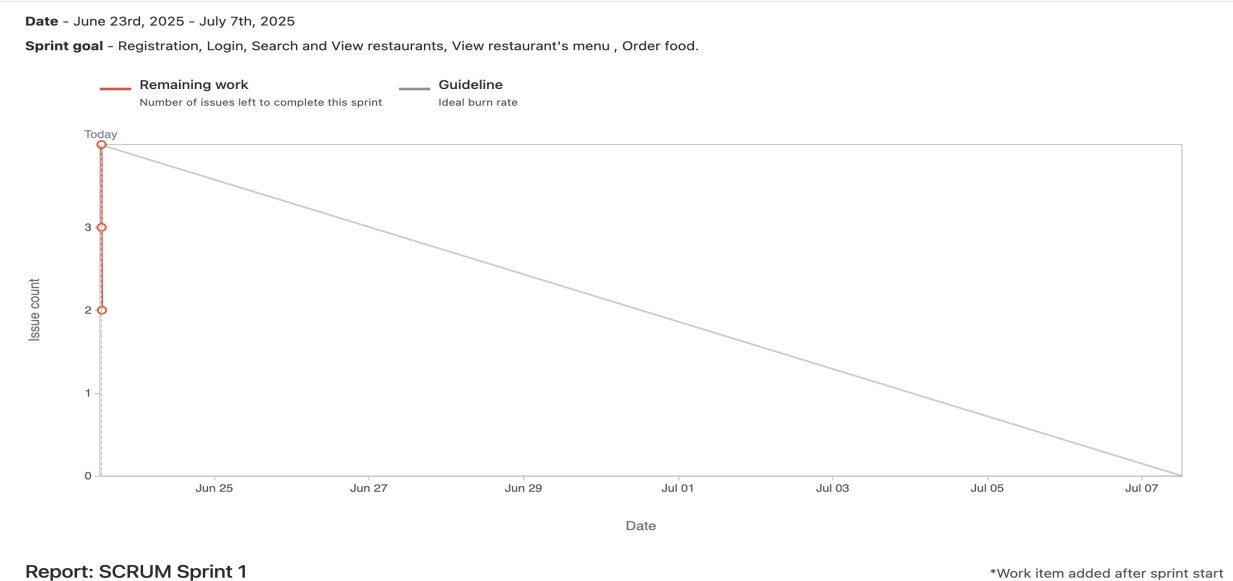 Date - June 23rd, 2025 - July 7th, 2025
Sprint goal - Registration, Login, Search and View restaurants, View restaurant's menu , Order food.
Remaining work
Number of issues left to complete this sprint
Guideline
Ideal burn rate
Today
3
2
1
0
Issue count
Jun 25 Jun 27 Jun 29 Jul 01 Jul 03 Jul 05 Jul 07
Date
Report: SCRUM Sprint 1
*Work item added after sprint start